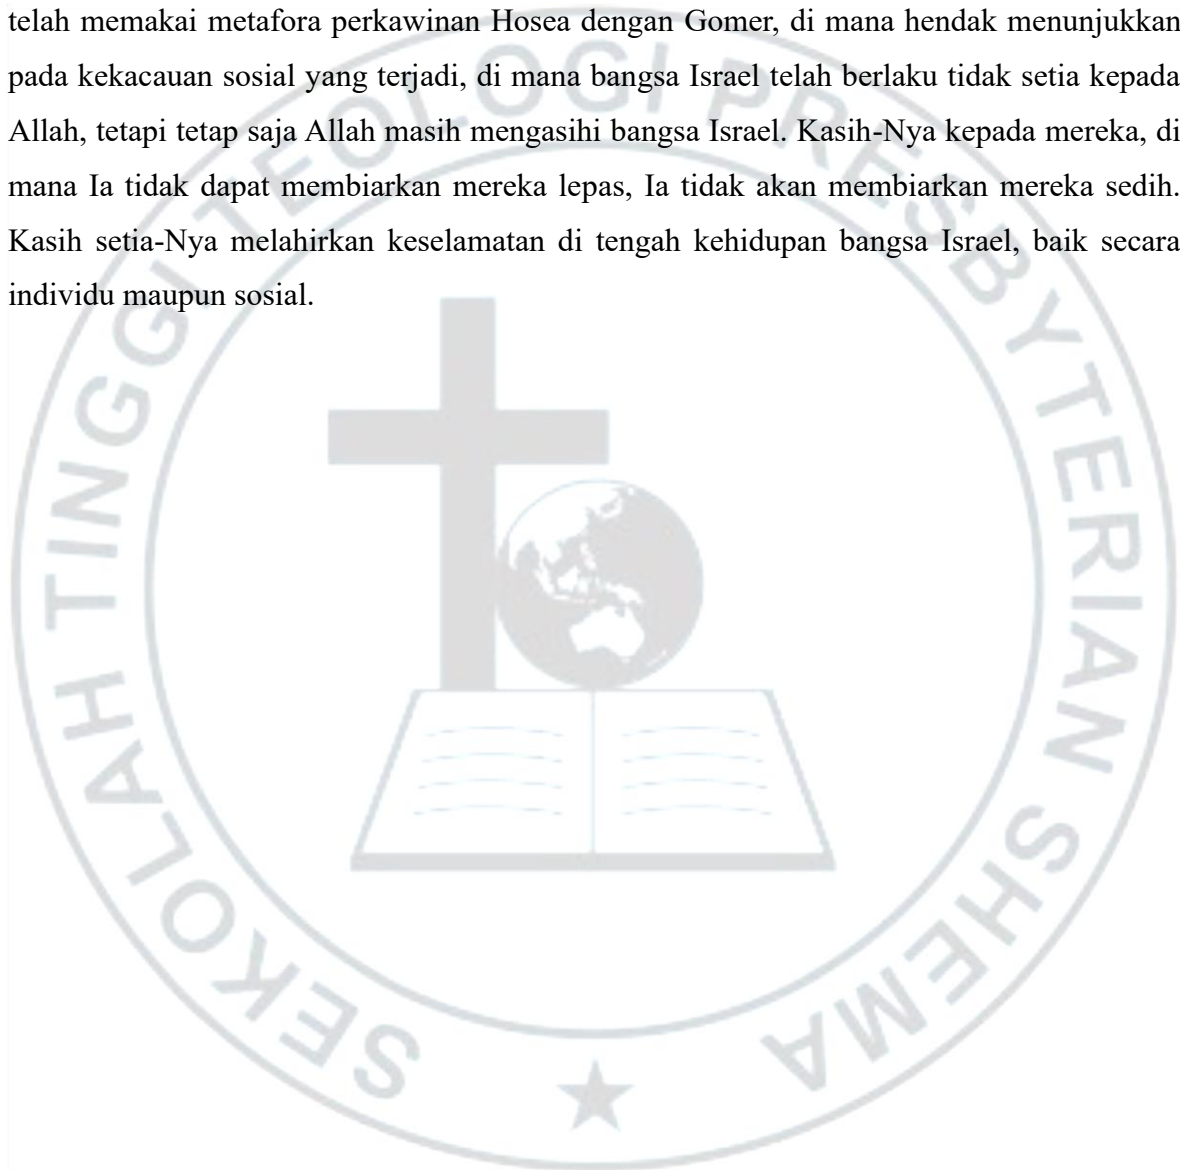 telah memakai metafora perkawinan Hosea dengan Gomer, di mana hendak menunjukkan
pada kekacauan sosial yang terjadi, di mana bangsa Israel telah berlaku tidak setia kepada
Allah, tetapi tetap saja Allah masih mengasihi bangsa Israel. Kasih-Nya kepada mereka, di
mana Ia tidak dapat membiarkan mereka lepas, Ia tidak akan membiarkan mereka sedih.
Kasih setia-Nya melahirkan keselamatan di tengah kehidupan bangsa Israel, baik secara
individu maupun sosial.
SEKOLAH TINGGI TEOLOGI PRESBYTERIAN SHEMA